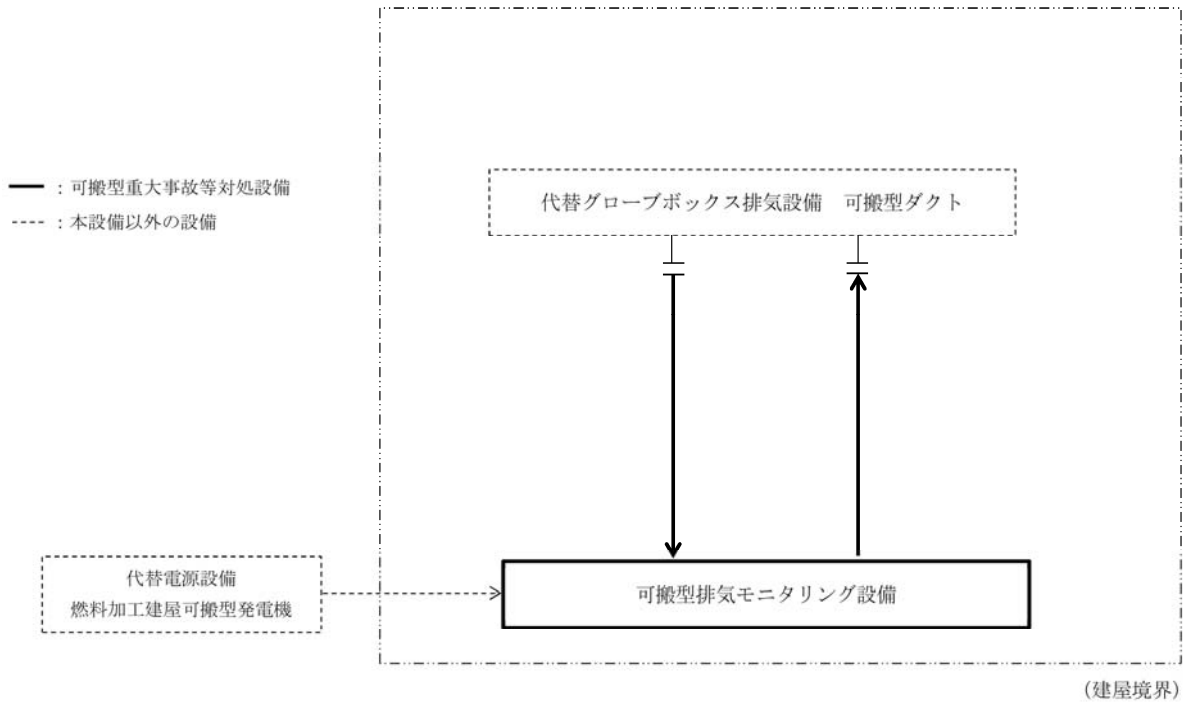 ━━ : 可搬型重大事故等対処設備
---- : 本設備以外の設備
代替グローブボックス排気設備　可搬型ダクト
代替電源設備
燃料加工建屋可搬型発電機
可搬型排気モニタリング設備
(建屋境界)